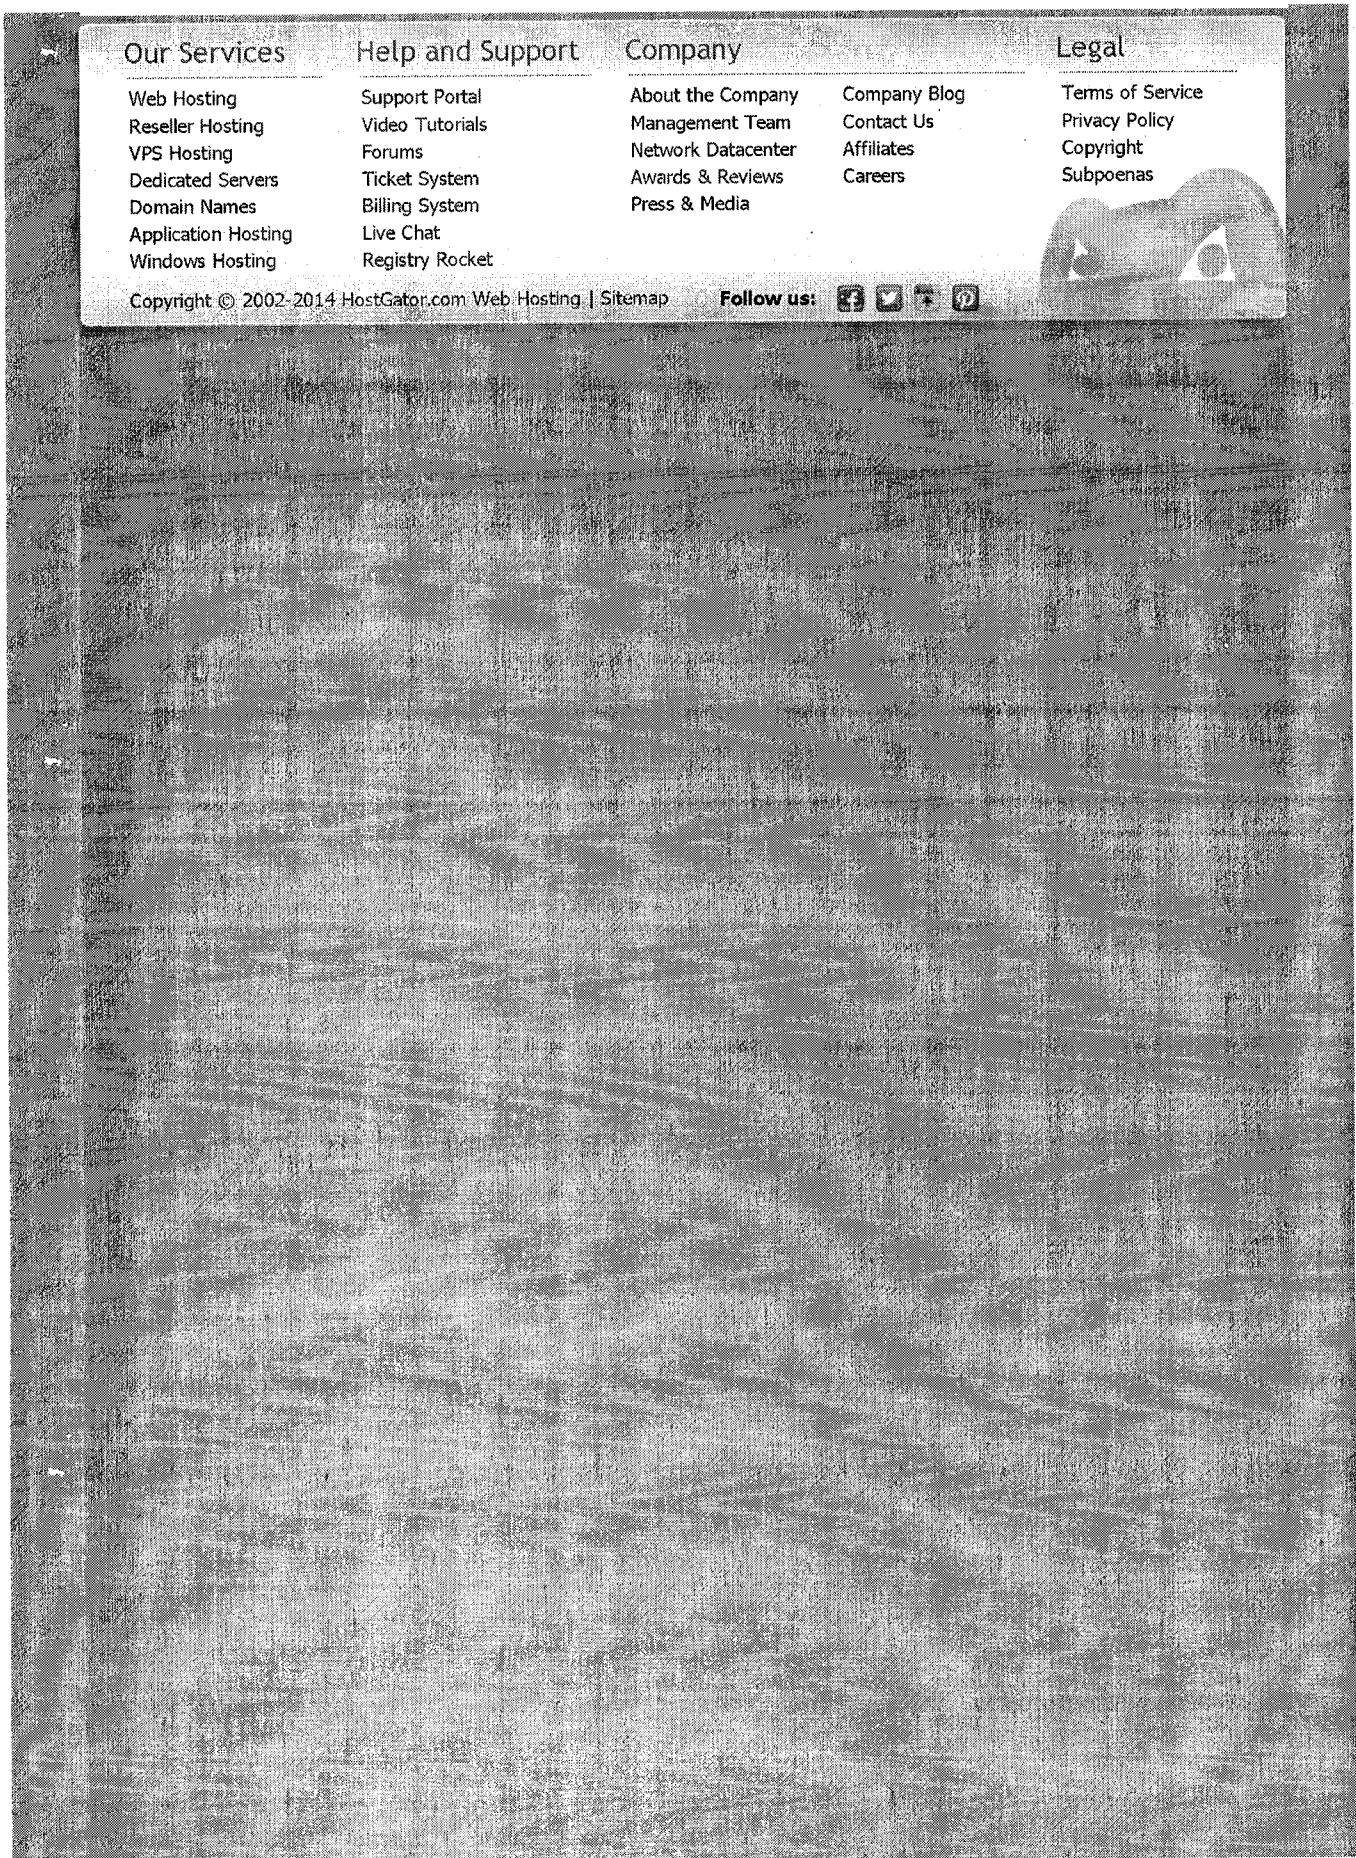 Our Services
Web Hosting
Reseller Hosting
VPS Hosting
Dedicated Servers
Domain Names
Application Hosting
Windows Hosting
Help and Support
Support Portal
Video Tutorials
Forums
Ticket System
Billing System
Live Chat
Registry Rocket
Company
About the Company
Management Team
Network Datacenter
Awards & Reviews
Press & Media
Company Blog
Contact Us
Affiliates
Careers
Legal
Terms of Service
Privacy Policy
Copyright
Subpoenas
Copyright © 2002-2014 HostGator.com Web Hosting | Sitemap
Follow us: